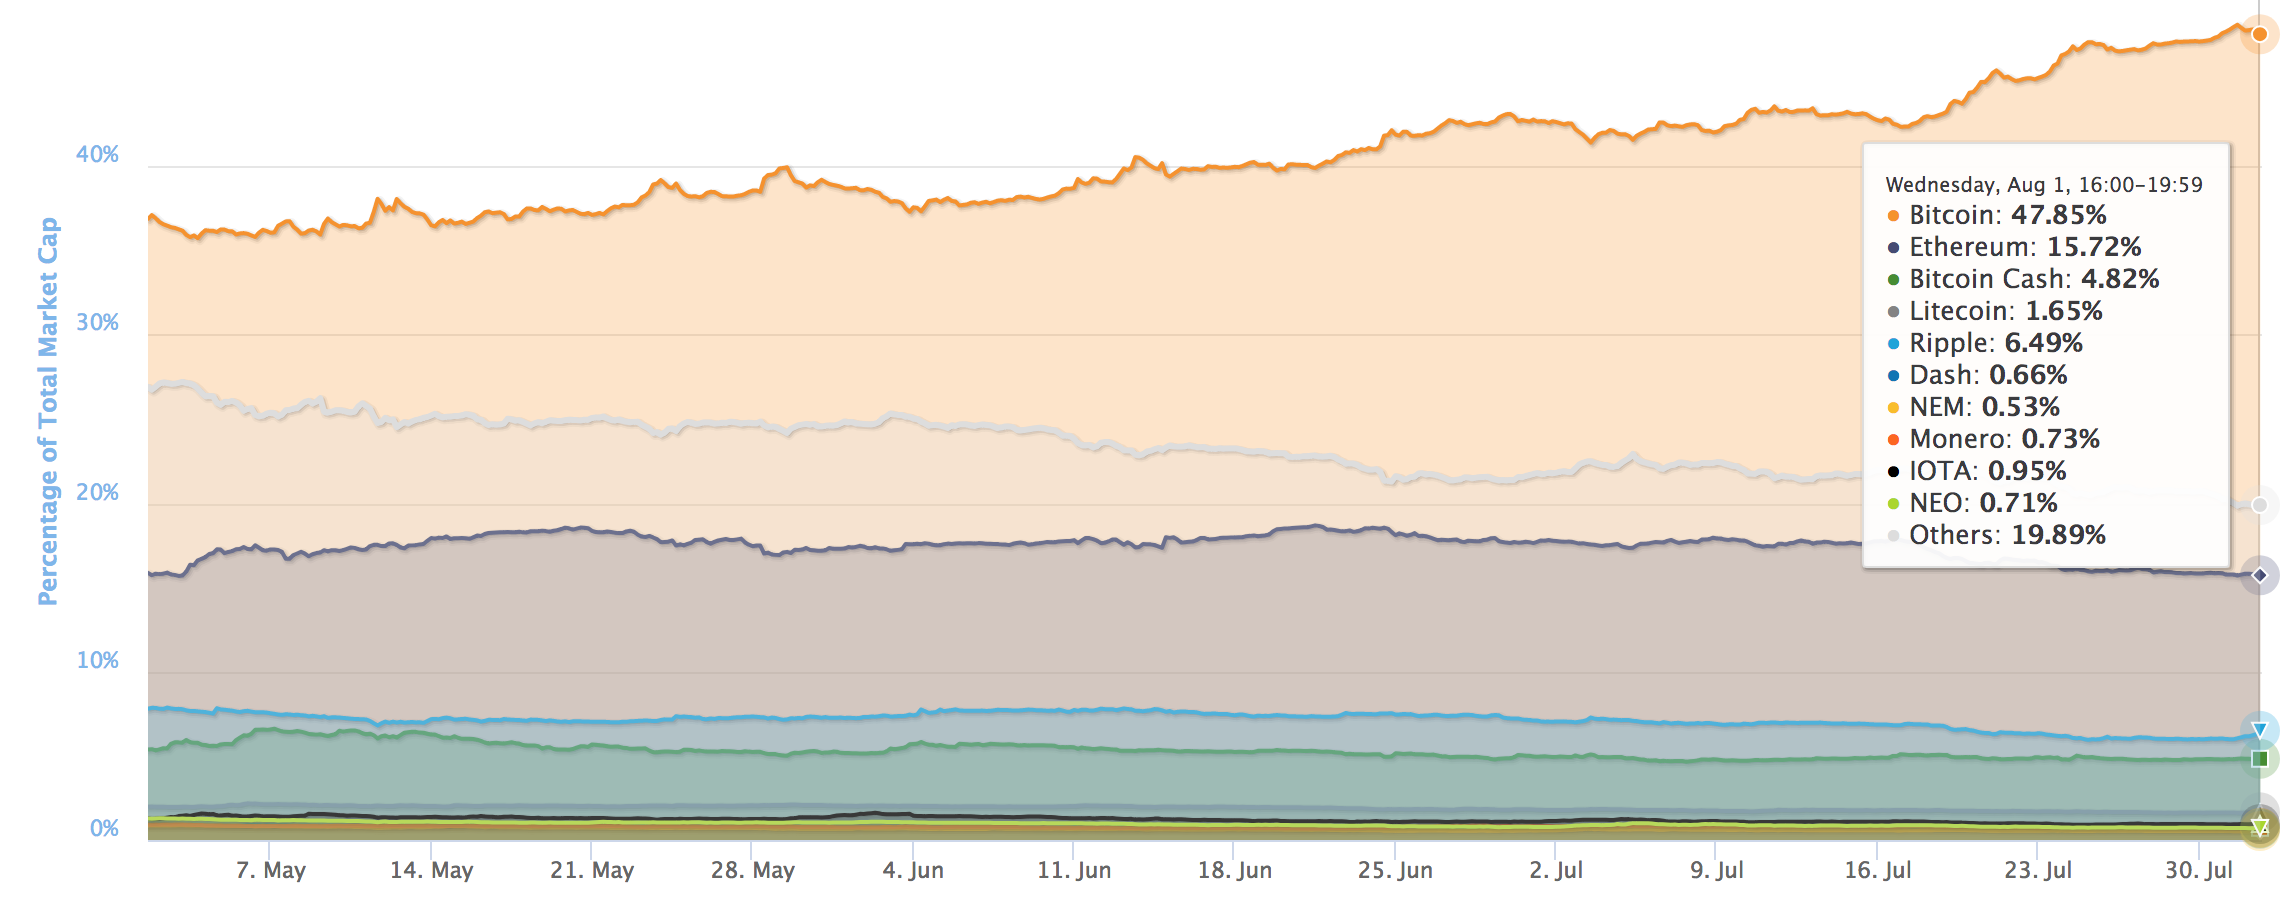 Percentage of Total Market Cap
40%
30%
20%
10%
0%
Wednesday, Aug 1, 16:00-19:59
Bitcoin: 47.85%
Ethereum: 15.72%
Bitcoin Cash: 4.82%
Litecoin: 1.65%
Ripple: 6.49%
Dash: 0.66%
NEM: 0.53%
Monero: 0.73%
IOTA: 0.95%
NEO: 0.71%
Others: 19.89%
7. May 14. May 21. May 28. May 4. Jun 11. Jun 18. Jun 25. Jun 2. Jul 9. Jul 16. Jul 23. Jul 30. Jul